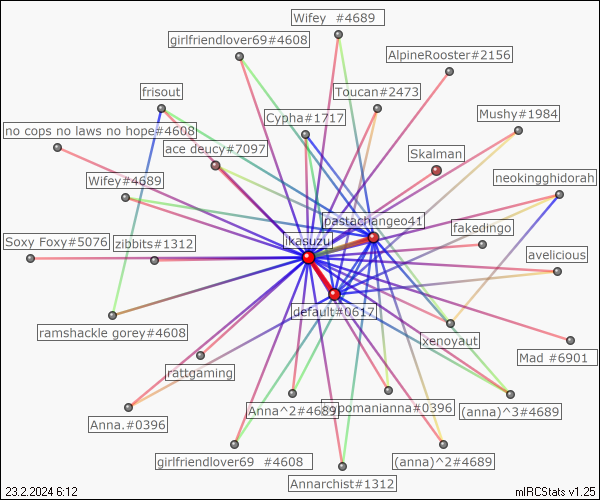 Wifey  #4689
girlfriendlover69#4608
AlpineRooster#2156
frisout
Toucan#2473
Cypha#1717
Mushy#1984
no cops no laws no hope#4608
ace deucy#7097
Skalman
Wifey#4689
neokingghidorah
pastachangeo41
fakedingo
ikasuzu
Soxy Foxy#5076
zibbits#1312
avelicious
default#0617
ramshackle gorey#4608
xenoyaut
Mad #6901
rattgaming
Anna^2#4689
pomonianna#0396
(anna)^3#4689
Anna.#0396
girlfriendlover69  #4608
(anna)^2#4689
Annarchist#1312
23.2.2024 6:12
mIRCStats v1.25